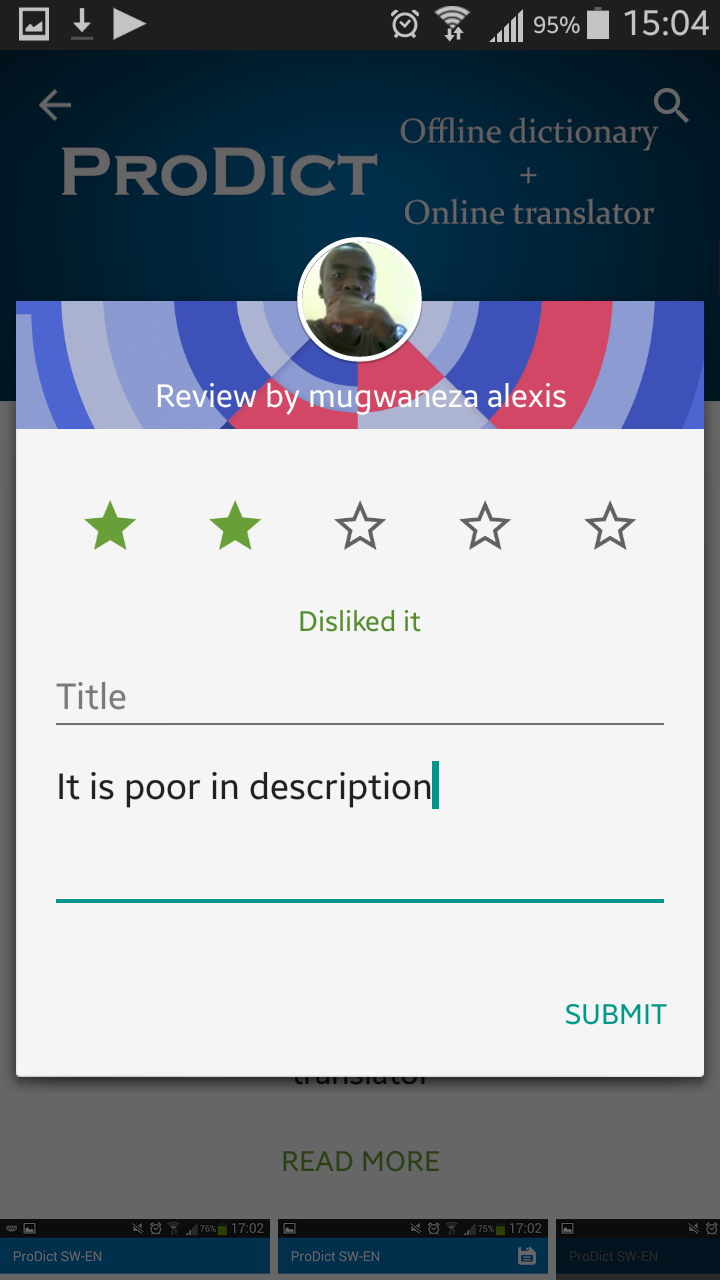 95% 15:04
PRODICT
Offline dictionary
+
Online translator
Review by mugwaneza alexis
Disliked it
Title
It is poor in description
SUBMIT
translator
READ MORE
76% 17:02
ProDict SW-EN
75% 17:02
ProDict SW-EN
ProDict SW-EN